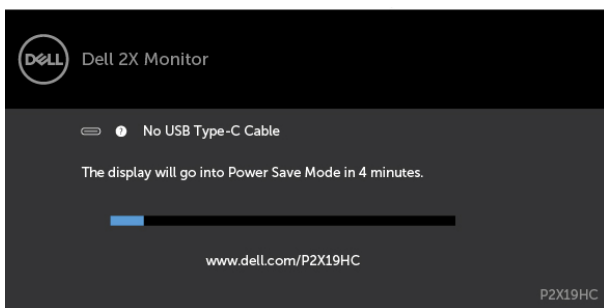 DELL
Dell 2X Monitor
? No USB Type-C Cable
The display will go into Power Save Mode in 4 minutes.
www.dell.com/P2X19HC
P2X19HC